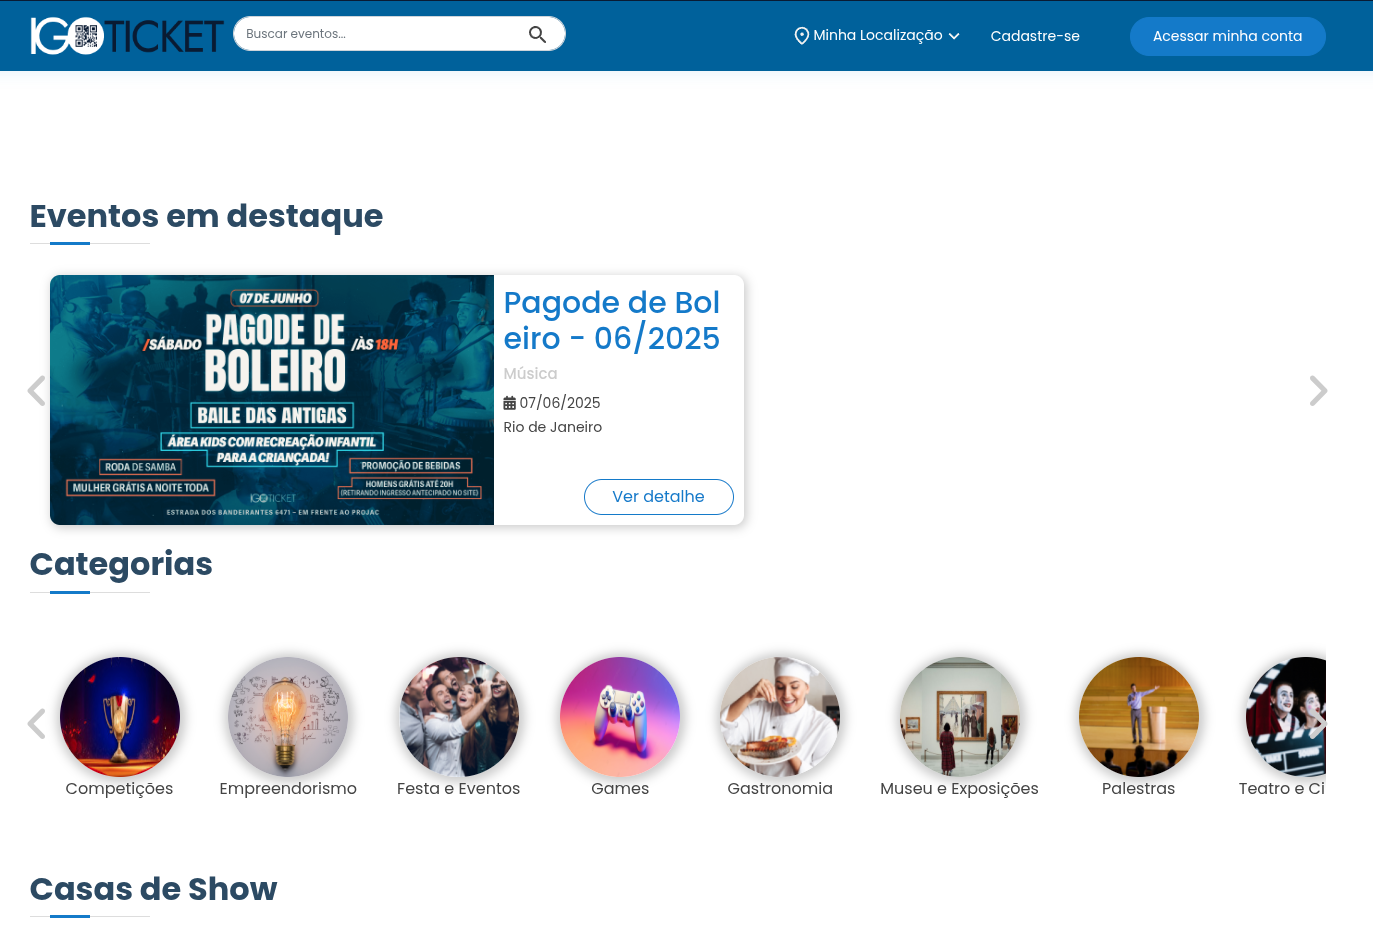 IGOTICKET
Buscar eventos...
Minha Localização
Cadastre-se
Acessar minha conta
Eventos em destaque
07 DE JUNHO
/SÁBADO PAGODE DE /ÀS 18H
BOLEIRO
BAILE DAS ANTIGAS
ÁREA KIDS COM RECREAÇÃO INFANTIL
PARA A CRIANÇADA!
RODA DE SAMBA
PROMOÇÃO DE BEBIDAS
MULHER GRÁTIS A NOITE TODA
HOMENS GRÁTIS ATÉ 20H
(RETIRANDO INGRESSO ANTECIPADO NO SITE)
IGOTICKET
ESTRADA DOS BANDEIRANTES 6471 – EM FRENTE AO PROJAC
Pagode de Bol
eiro - 06/2025
Música
07/06/2025
Rio de Janeiro
Ver detalhe
Categorias
Competições
Empreendorismo
Festa e Eventos
Games
Gastronomia
Museu e Exposições
Palestras
Teatro e Ci
Casas de Show